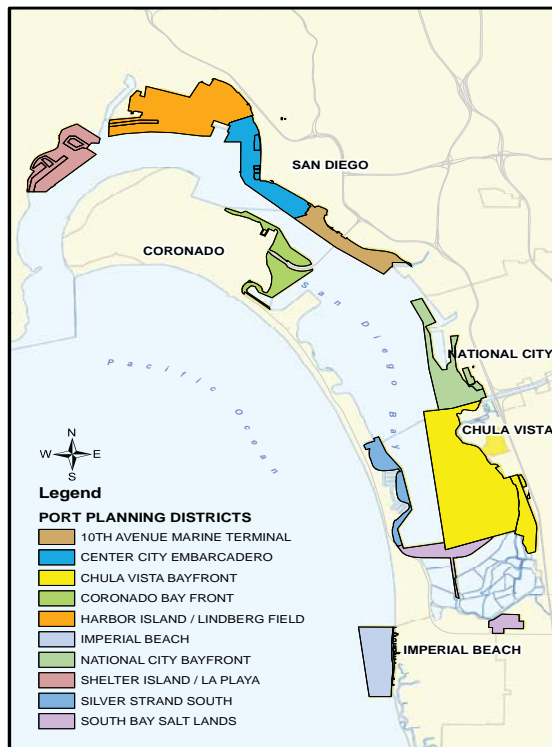 SAN DIEGO
CORONADO
San Diego Bay
NATIONAL CITY
Pacific Ocean
CHULA VISTA
N
W E
S
Legend
PORT PLANNING DISTRICTS
10TH AVENUE MARINE TERMINAL
CENTER CITY EMBARCADERO
CHULA VISTA BAYFRONT
CORONADO BAY FRONT
HARBOR ISLAND / LINDBERG FIELD
IMPERIAL BEACH
NATIONAL CITY BAYFRONT
SHELTER ISLAND / LA PLAYA
SILVER STRAND SOUTH
SOUTH BAY SALT LANDS
IMPERIAL BEACH